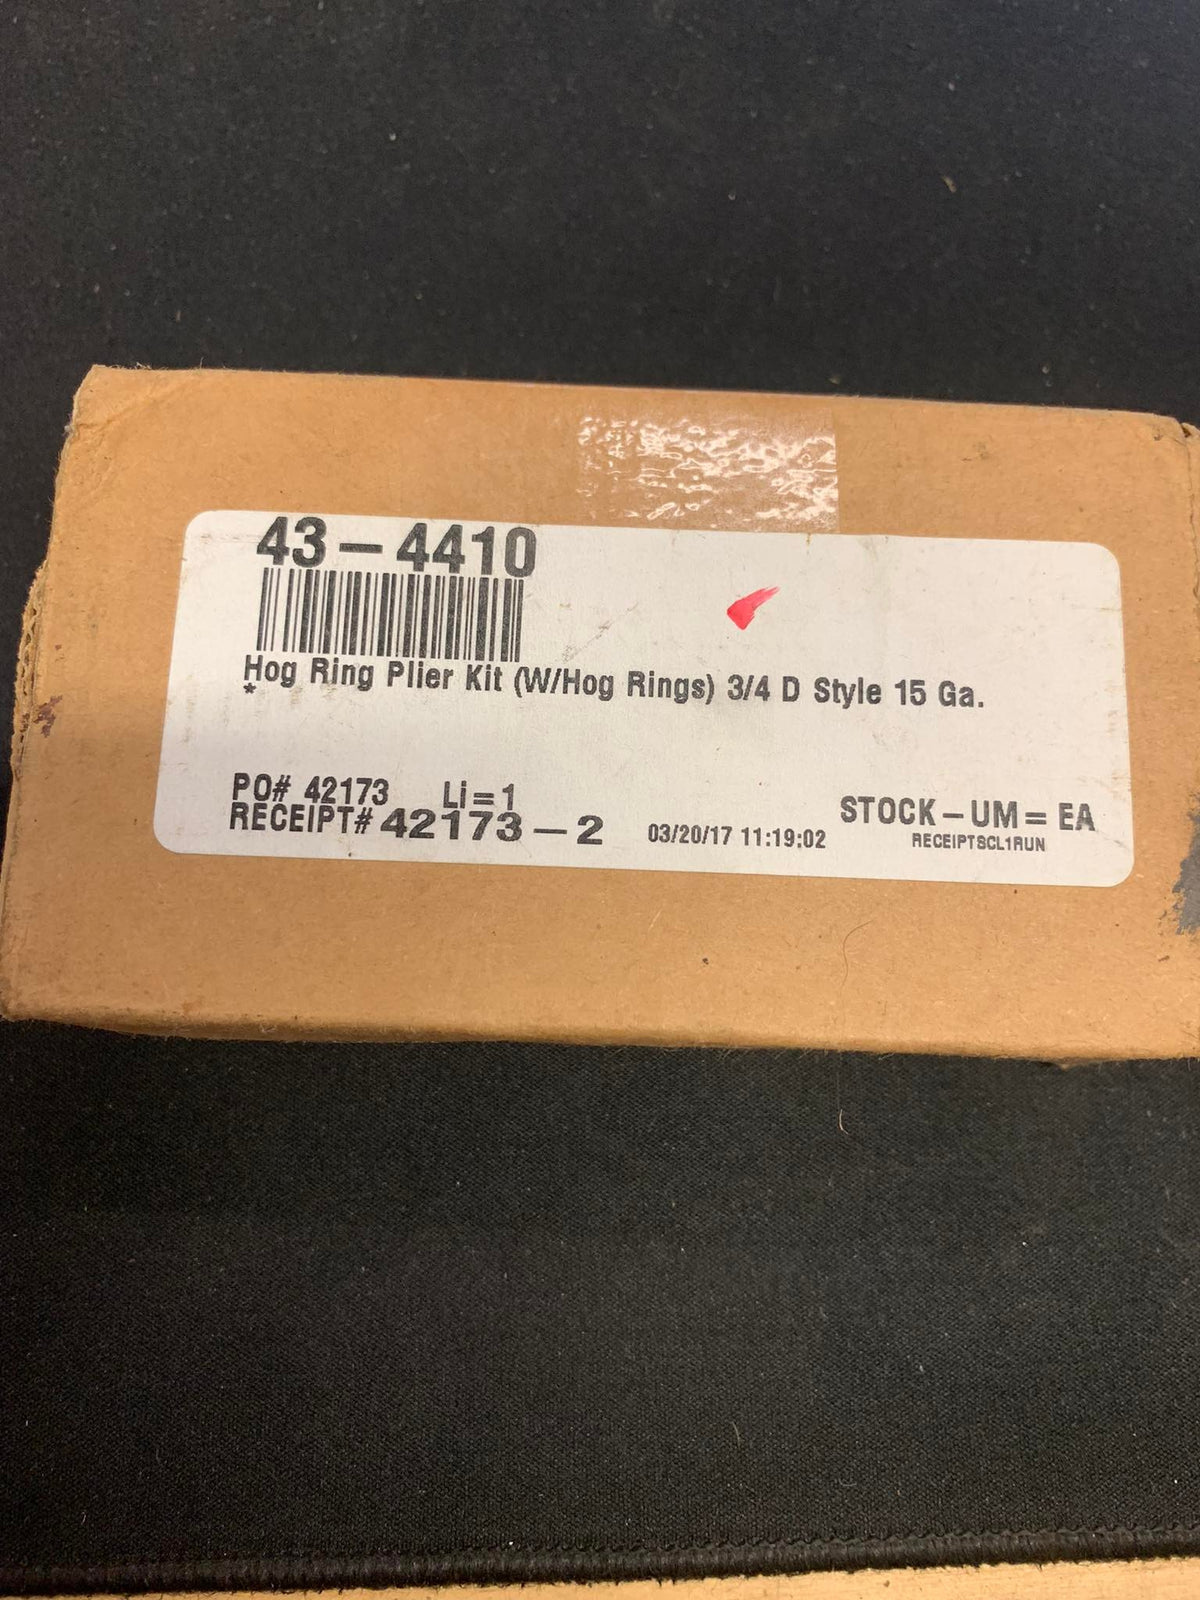 43-4410
Hog Ring Plier Kit (W/Hog Rings) 3/4 D Style 15 Ga.
*
PO# 42173 Li=1
RECEIPT# 42173-2 03/20/17 11:19:02
STOCK-UM= EA
RECEIPTSCL1RUN